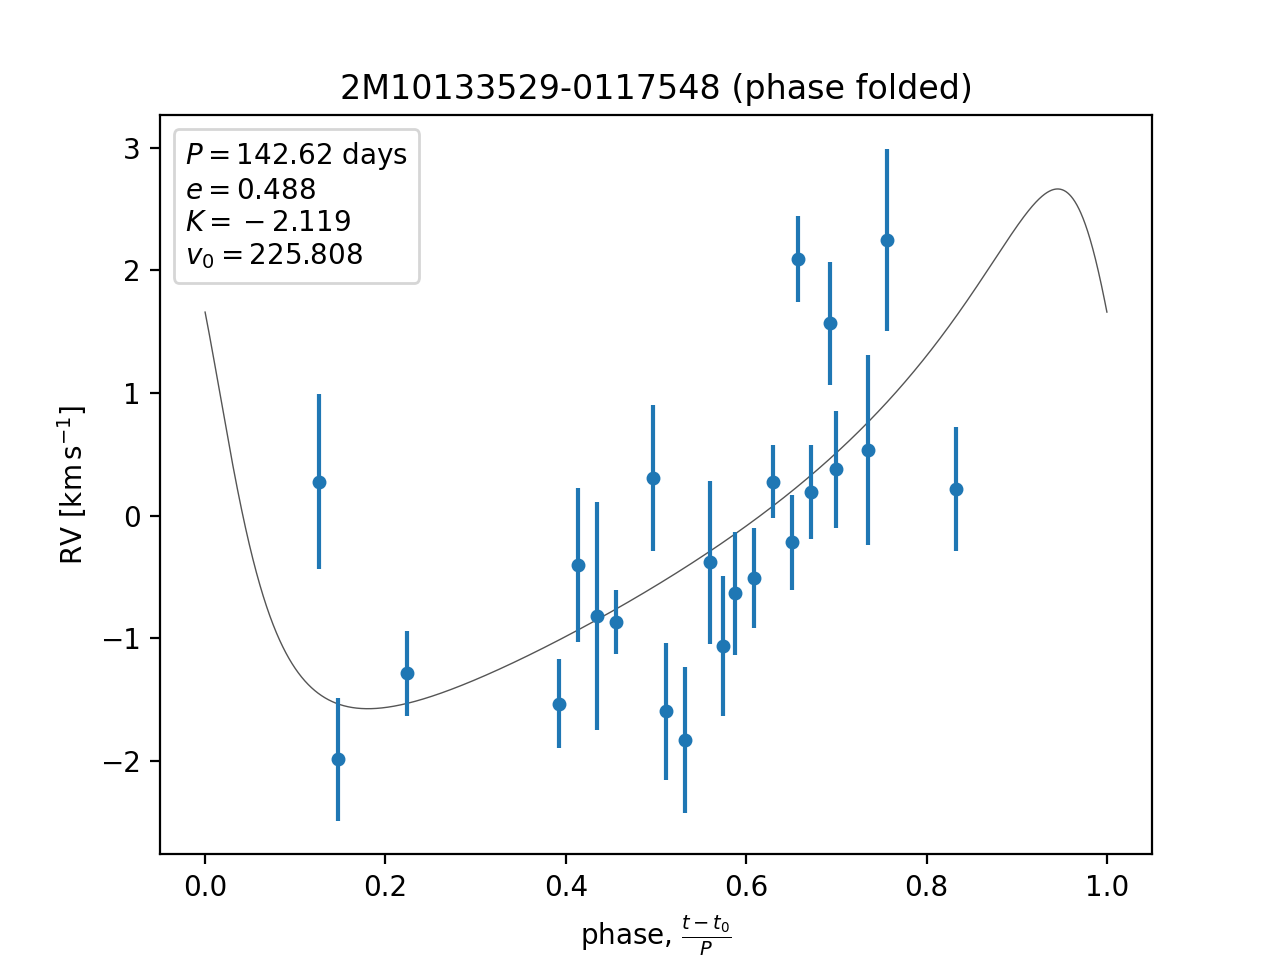 2M10133529-0117548 (phase folded)
P = 142.62 days
e = 0.488
K = −2.119
v₀ = 225.808
3
2
1
0
−1
−2
RV [km s⁻¹]
0.0 0.2 0.4 0.6 0.8 1.0
phase, (t − t₀)/P